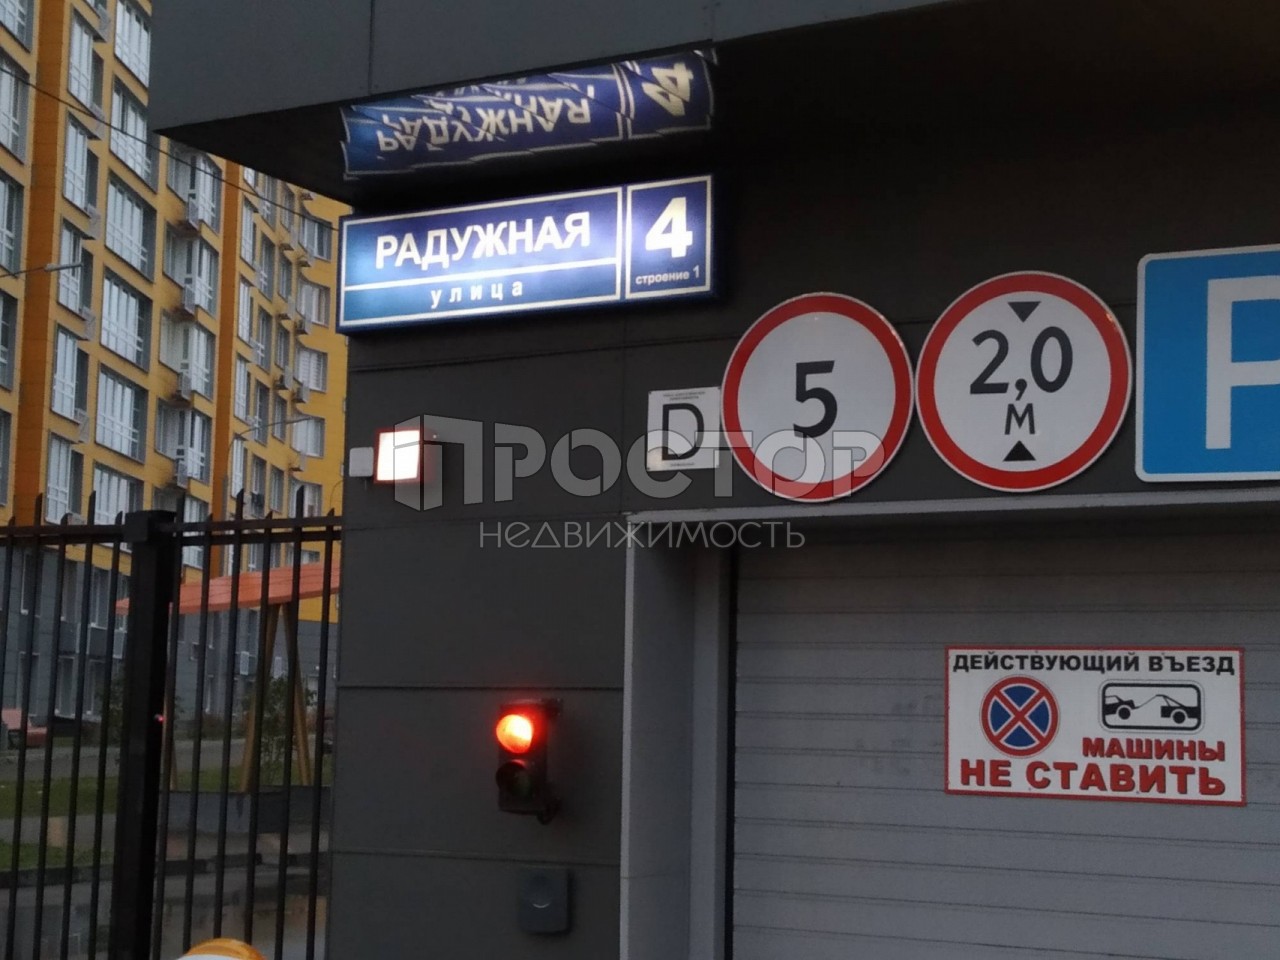 РАДУЖНАЯ
улица
4
строение 1
5
2,0
м
P
D
ПРОСТОР
НЕДВИЖИМОСТЬ
ДЕЙСТВУЮЩИЙ ВЪЕЗД
МАШИНЫ
НЕ СТАВИТЬ